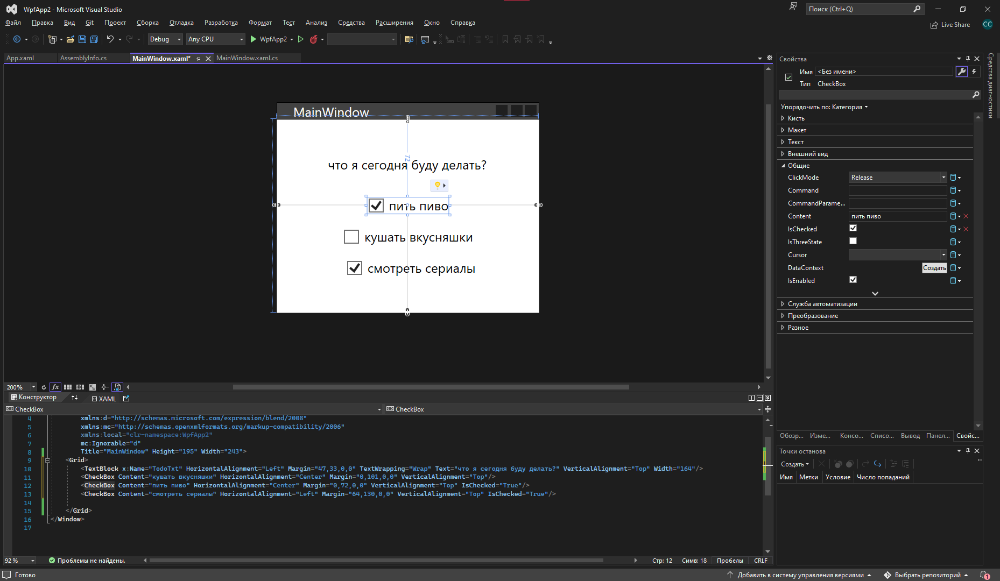 WpfApp2 - Microsoft Visual Studio
Поиск (Ctrl+Q)
Файл Правка Вид Git Проект Сборка Отладка Разработка Формат Тест Анализ Средства Расширения Окно Справка
Live Share
CC
Debug Any CPU WpfApp2
App.xaml AssemblyInfo.cs MainWindow.xaml* MainWindow.xaml.cs
MainWindow
72
что я сегодня буду делать?
пить пиво
кушать вкусняшки
смотреть сериалы
Свойства
Имя <Без имени>
Тип CheckBox
Упорядочить по: Категория
Кисть
Макет
Текст
Внешний вид
Общие
ClickMode Release
Command
CommandParame...
Content пить пиво
IsChecked
IsThreeState
Cursor
DataContext Создать
IsEnabled
Служба автоматизации
Преобразование
Разное
Средства диагностики
Обозр... Изме... Консо... Списо... Вывод Панел... Свойс...
Точки останова
Создать
Имя Метки Условие Число попаданий
200%
fx
Конструктор XAML
CheckBox CheckBox
4 xmlns:d="http://schemas.microsoft.com/expression/blend/2008"
5 xmlns:mc="http://schemas.openxmlformats.org/markup-compatibility/2006"
6 xmlns:local="clr-namespace:WpfApp2"
7 mc:Ignorable="d"
8 Title="MainWindow" Height="195" Width="243">
9 <Grid>
10 <TextBlock x:Name="TodoTxt" HorizontalAlignment="Left" Margin="47,33,0,0" TextWrapping="Wrap" Text="что я сегодня буду делать?" VerticalAlignment="Top" Width="164"/>
11 <CheckBox Content="кушать вкусняшки" HorizontalAlignment="Center" Margin="0,101,0,0" VerticalAlignment="Top"/>
12 <CheckBox Content="пить пиво" HorizontalAlignment="Center" Margin="0,72,0,0" VerticalAlignment="Top" IsChecked="True"/>
13 <CheckBox Content="смотреть сериалы" HorizontalAlignment="Left" Margin="64,130,0,0" VerticalAlignment="Top" IsChecked="True"/>
14
15 </Grid>
16 </Window>
17
92 % Проблемы не найдены. Стр: 12 Симв: 18 Пробелы CRLF
Готово Добавить в систему управления версиями Выбрать репозиторий 1